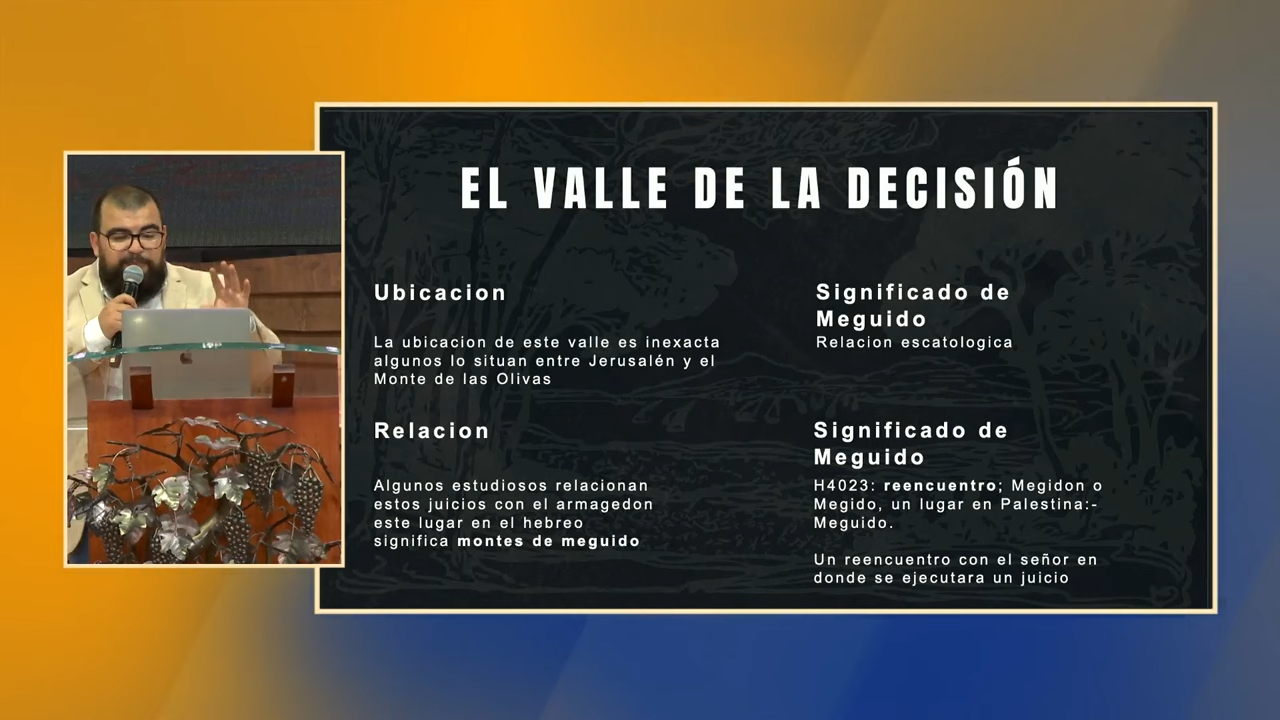 EL VALLE DE LA DECISIÓN
Ubicacion
La ubicacion de este valle es inexacta
algunos lo situan entre Jerusalén y el
Monte de las Olivas
Relacion
Algunos estudiosos relacionan
estos juicios con el armagedon
este lugar en el hebreo
significa montes de meguido
Significado de
Meguido
Relacion escatologica
Significado de
Meguido
H4023: reencuentro; Megidon o
Megido, un lugar en Palestina:-
Meguido.
Un reencuentro con el señor en
donde se ejecutara un juicio